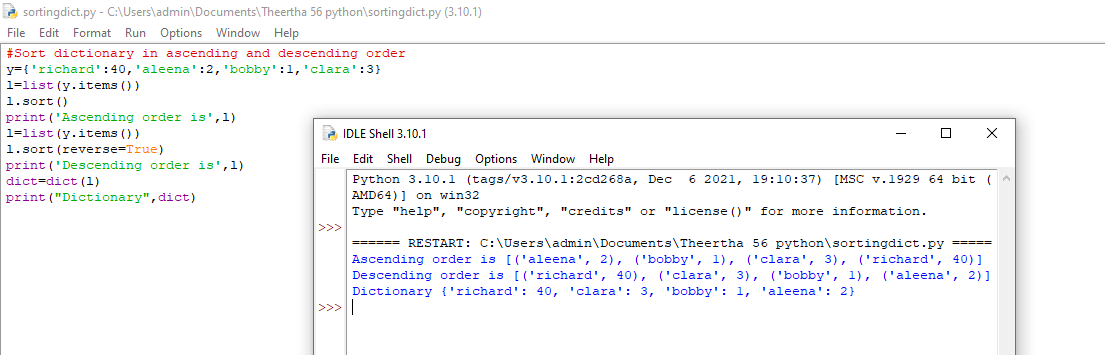 sortingdict.py - C:\Users\admin\Documents\Theertha 56 python\sortingdict.py (3.10.1)
File Edit Format Run Options Window Help
#Sort dictionary in ascending and descending order
y={'richard':40,'aleena':2,'bobby':1,'clara':3}
l=list(y.items())
l.sort()
print('Ascending order is',l)
l=list(y.items())
l.sort(reverse=True)
print('Descending order is',l)
dict=dict(l)
print("Dictionary",dict)
IDLE Shell 3.10.1
File Edit Shell Debug Options Window Help
Python 3.10.1 (tags/v3.10.1:2cd268a, Dec  6 2021, 19:10:37) [MSC v.1929 64 bit (
AMD64)] on win32
Type "help", "copyright", "credits" or "license()" for more information.
>>>
====== RESTART: C:\Users\admin\Documents\Theertha 56 python\sortingdict.py =====
Ascending order is [('aleena', 2), ('bobby', 1), ('clara', 3), ('richard', 40)]
Descending order is [('richard', 40), ('clara', 3), ('bobby', 1), ('aleena', 2)]
Dictionary {'richard': 40, 'clara': 3, 'bobby': 1, 'aleena': 2}
>>>